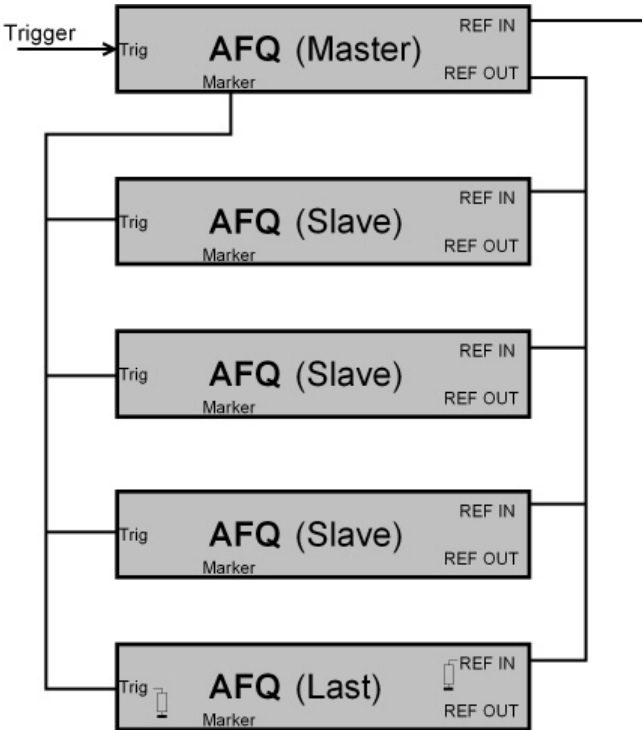 Trigger
REF IN
Trig
AFQ (Master)
REF OUT
Marker
REF IN
Trig
AFQ (Slave)
REF OUT
Marker
REF IN
Trig
AFQ (Slave)
REF OUT
Marker
REF IN
Trig
AFQ (Slave)
REF OUT
Marker
REF IN
Trig
AFQ (Last)
REF OUT
Marker